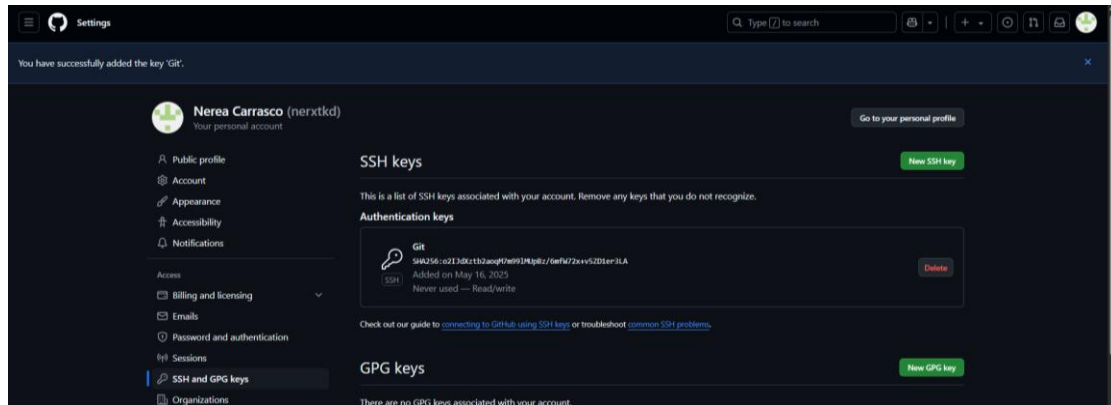 Settings
Type / to search
You have successfully added the key 'Git'.
Nerea Carrasco (nerxtkd)
Your personal account
Go to your personal profile
Public profile
Account
Appearance
Accessibility
Notifications
Access
Billing and licensing
Emails
Password and authentication
Sessions
SSH and GPG keys
Organizations
SSH keys
New SSH key
This is a list of SSH keys associated with your account. Remove any keys that you do not recognize.
Authentication keys
Git
SSH
Added on May 16, 2025
Never used — Read/write
Delete
Check out our guide to connecting to GitHub using SSH keys or troubleshoot common SSH problems.
GPG keys
New GPG key
There are no GPG keys associated with your account.